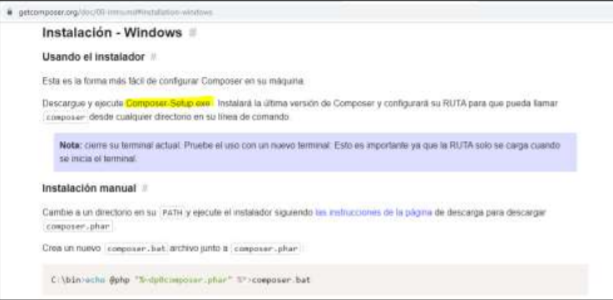 getcomposer.org/doc/00-intro.md#installation-windows
Instalación - Windows #
Usando el instalador #
Esta es la forma más fácil de configurar Composer en su máquina.
Descargue y ejecute Composer-Setup.exe . Instalará la última versión de Composer y configurará su RUTA para que pueda llamar
composer desde cualquier directorio en su línea de comando.
Nota: cierre su terminal actual. Pruebe el uso con un nuevo terminal: Esto es importante ya que la RUTA solo se carga cuando
se inicia el terminal.
Instalación manual #
Cambie a un directorio en su PATH y ejecute el instalador siguiendo las instrucciones de la página de descarga para descargar
composer.phar
Crea un nuevo composer.bat archivo junto a composer.phar :
C:\bin>echo @php "%~dp0composer.phar" %*>composer.bat